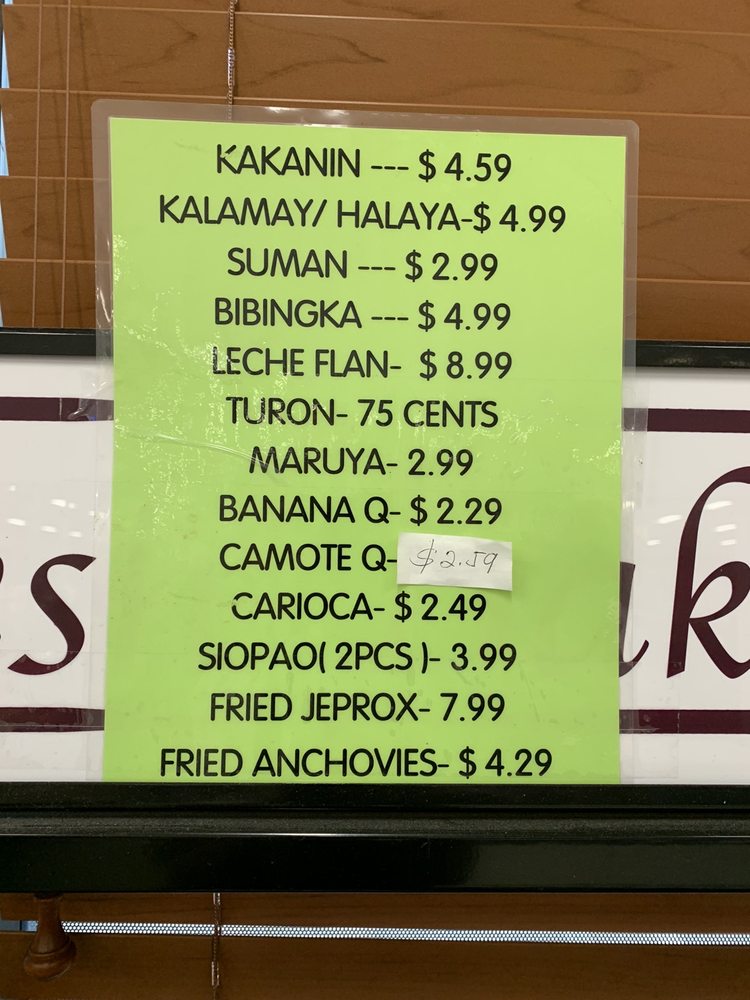 KAKANIN --- $ 4.59
KALAMAY/ HALAYA-$ 4.99
SUMAN --- $ 2.99
BIBINGKA --- $ 4.99
LECHE FLAN- $ 8.99
TURON- 75 CENTS
MARUYA- 2.99
BANANA Q- $ 2.29
CAMOTE Q- $2.59
CARIOCA- $ 2.49
SIOPAO( 2PCS )- 3.99
FRIED JEPROX- 7.99
FRIED ANCHOVIES- $ 4.29